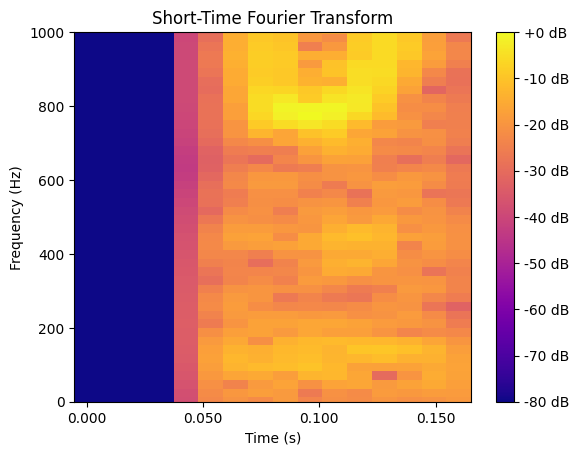 Short-Time Fourier Transform
1000
800
600
400
200
0
Frequency (Hz)
0.000
0.050
0.100
0.150
Time (s)
+0 dB
-10 dB
-20 dB
-30 dB
-40 dB
-50 dB
-60 dB
-70 dB
-80 dB